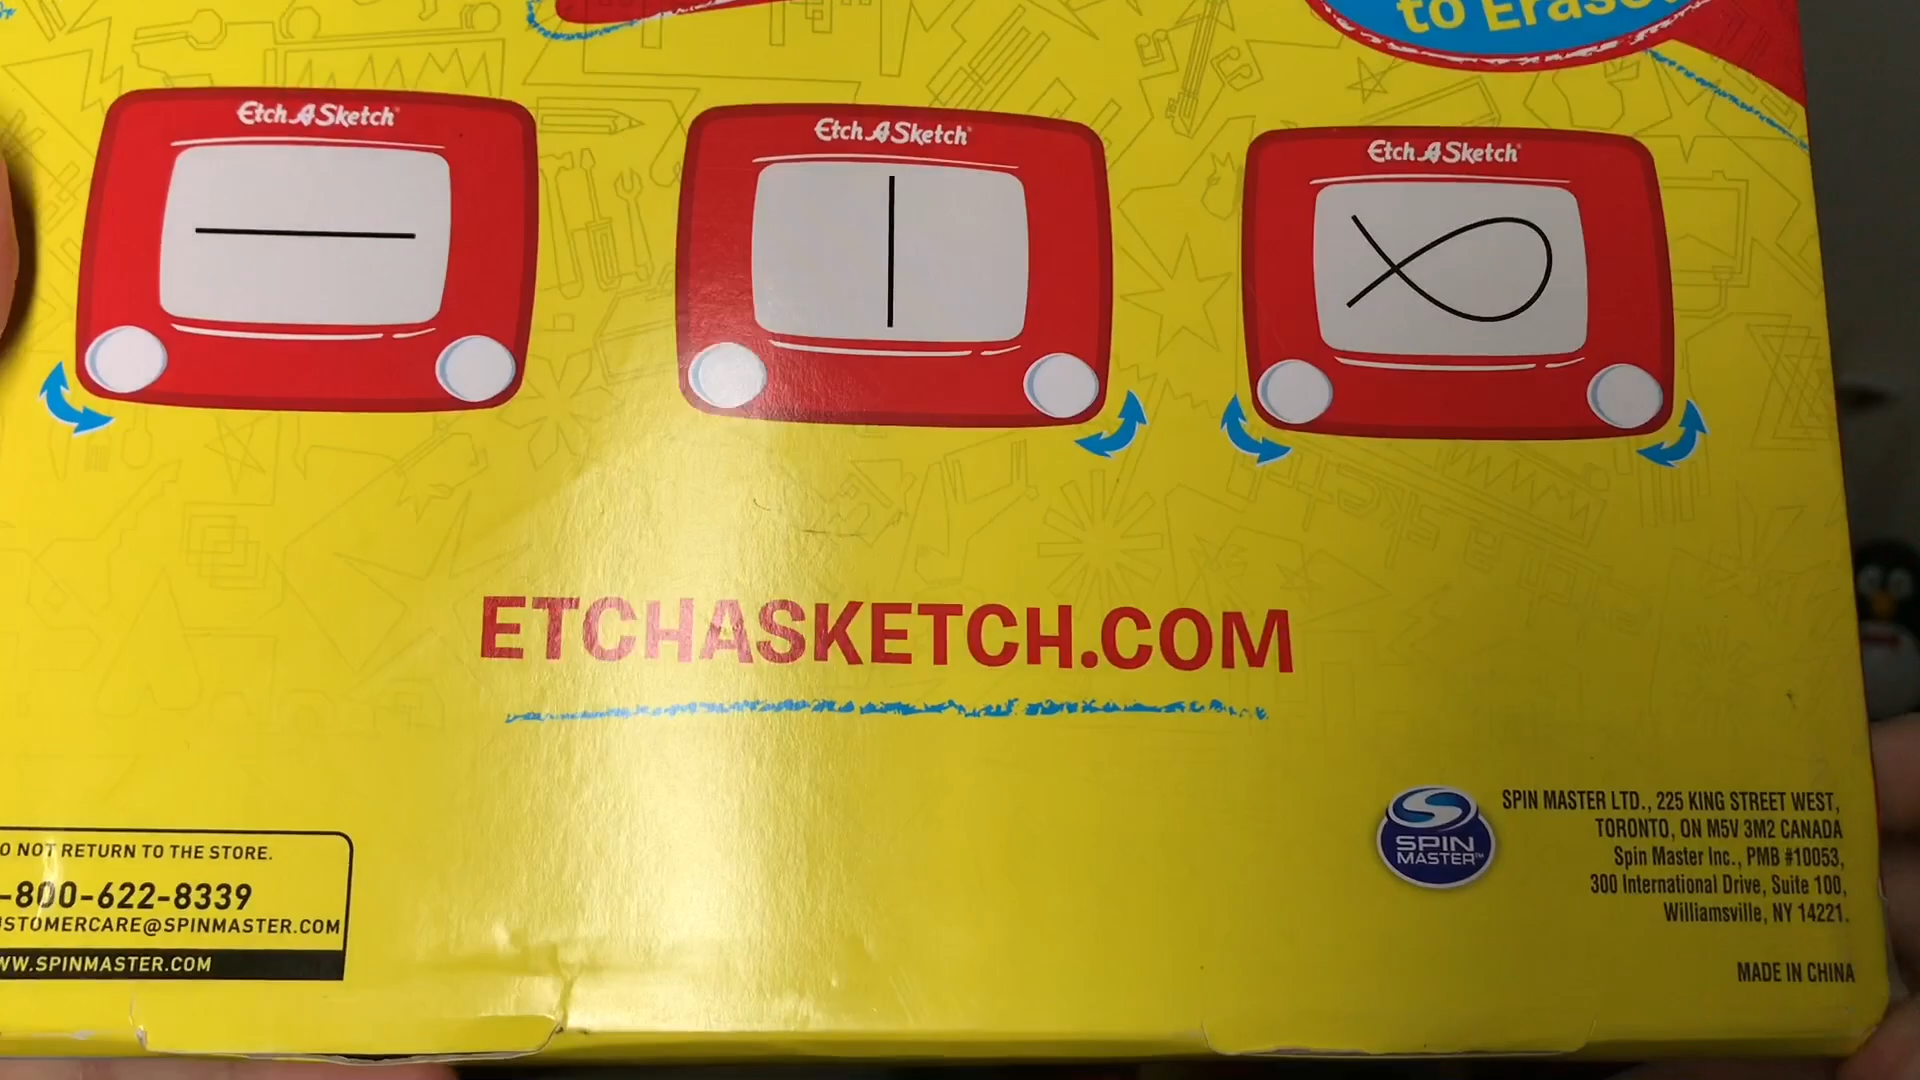 to Erase!
Etch A Sketch
Etch A Sketch
Etch A Sketch
ETCHASKETCH.COM
O NOT RETURN TO THE STORE.
-800-622-8339
USTOMERCARE@SPINMASTER.COM
WW.SPINMASTER.COM
SPIN
MASTER™
SPIN MASTER LTD., 225 KING STREET WEST,
TORONTO, ON M5V 3M2 CANADA
Spin Master Inc., PMB #10053,
300 International Drive, Suite 100,
Williamsville, NY 14221.
MADE IN CHINA